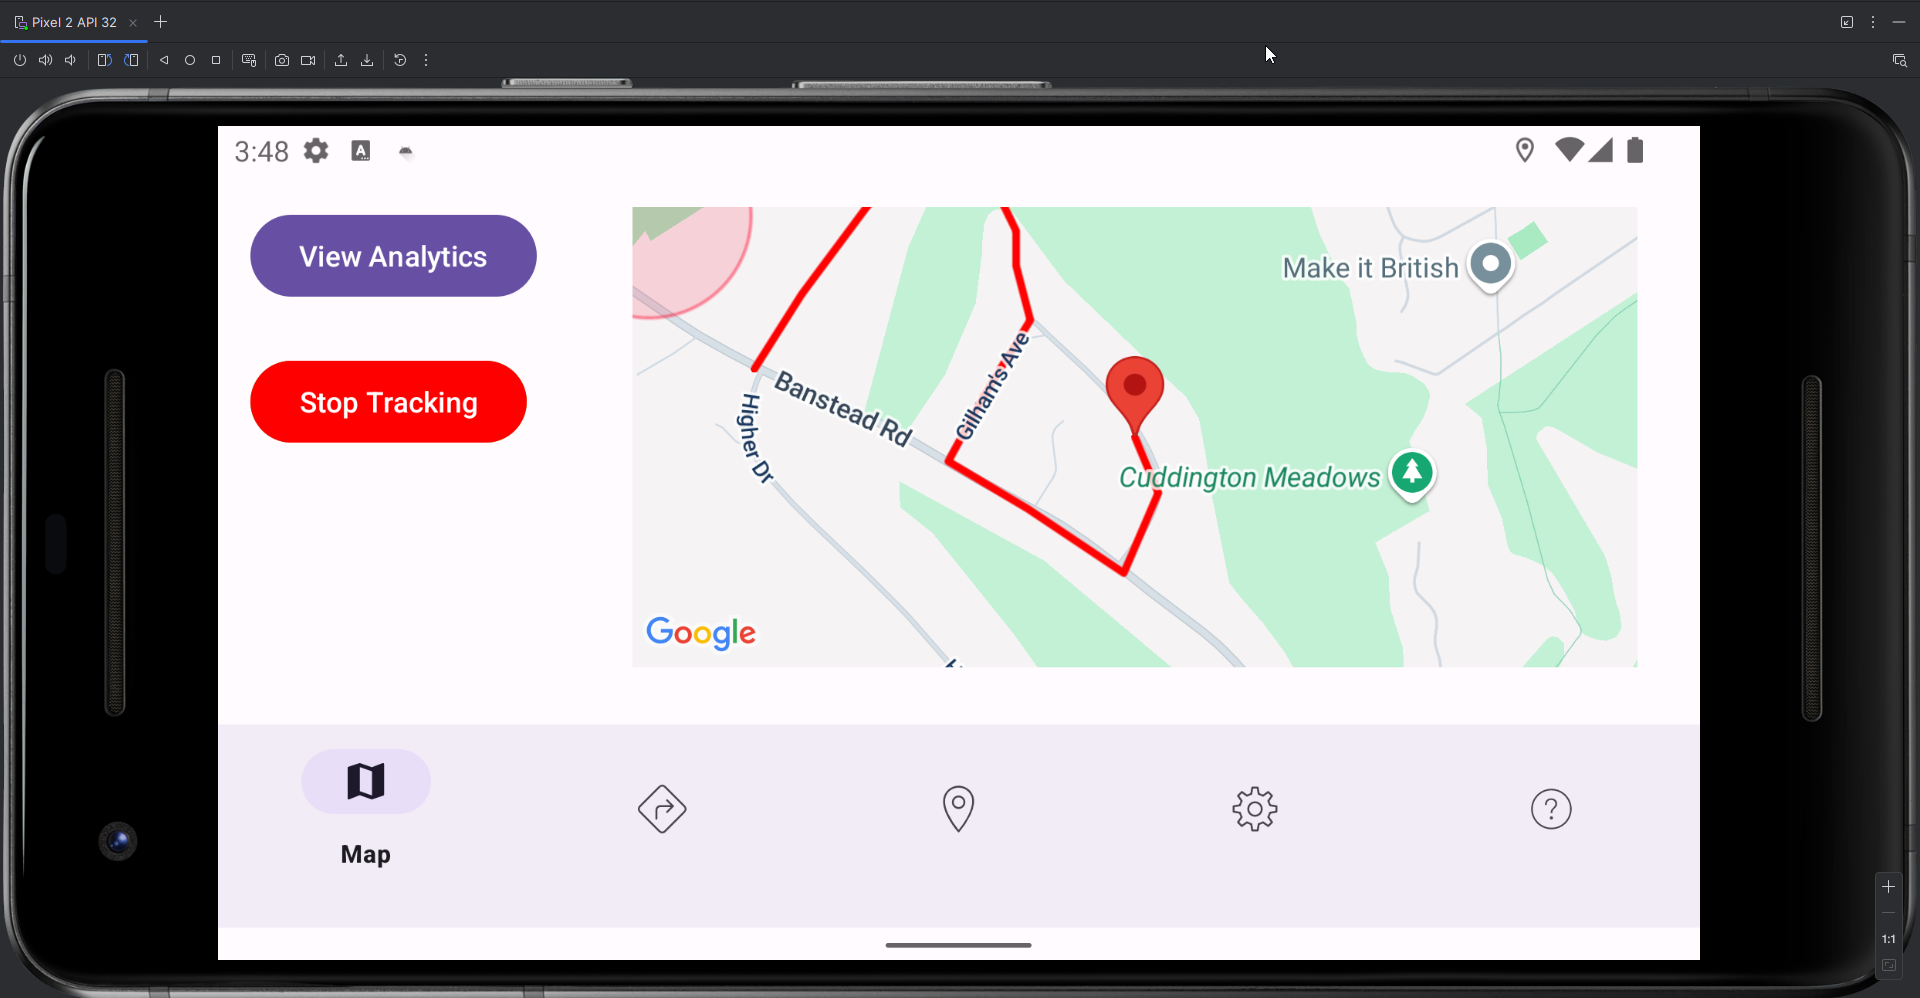 Pixel 2 API 32
3:48
A
View Analytics
Stop Tracking
Make it British
Gilham's Ave
Banstead Rd
Higher Dr
Cuddington Meadows
Google
Map
?
1:1